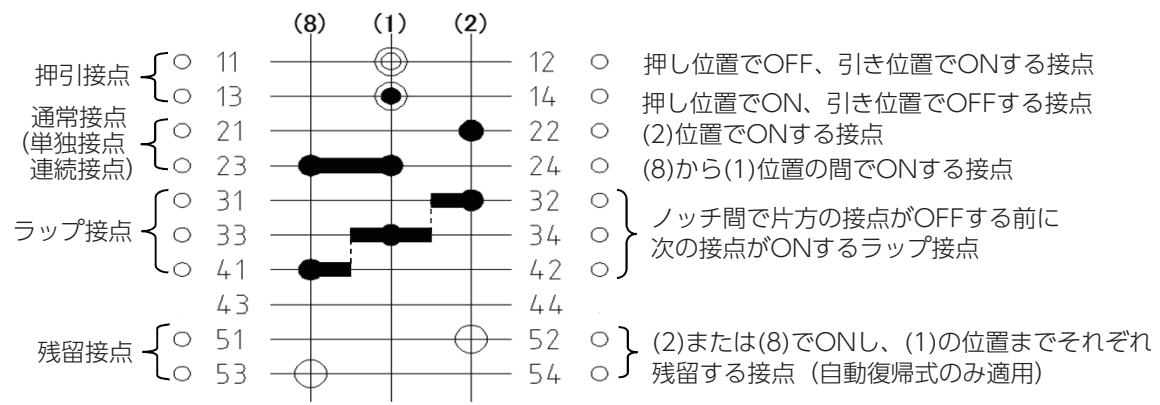 (8) (1) (2)
押引接点
11 12 押し位置でOFF、引き位置でONする接点
13 14 押し位置でON、引き位置でOFFする接点
通常接点
(単独接点
連続接点)
21 22 (2)位置でONする接点
23 24 (8)から(1)位置の間でONする接点
ラップ接点
31 32
33 34
41 42
ノッチ間で片方の接点がOFFする前に
次の接点がONするラップ接点
43 44
残留接点
51 52
53 54
(2)または(8)でONし、(1)の位置までそれぞれ
残留する接点（自動復帰式のみ適用）